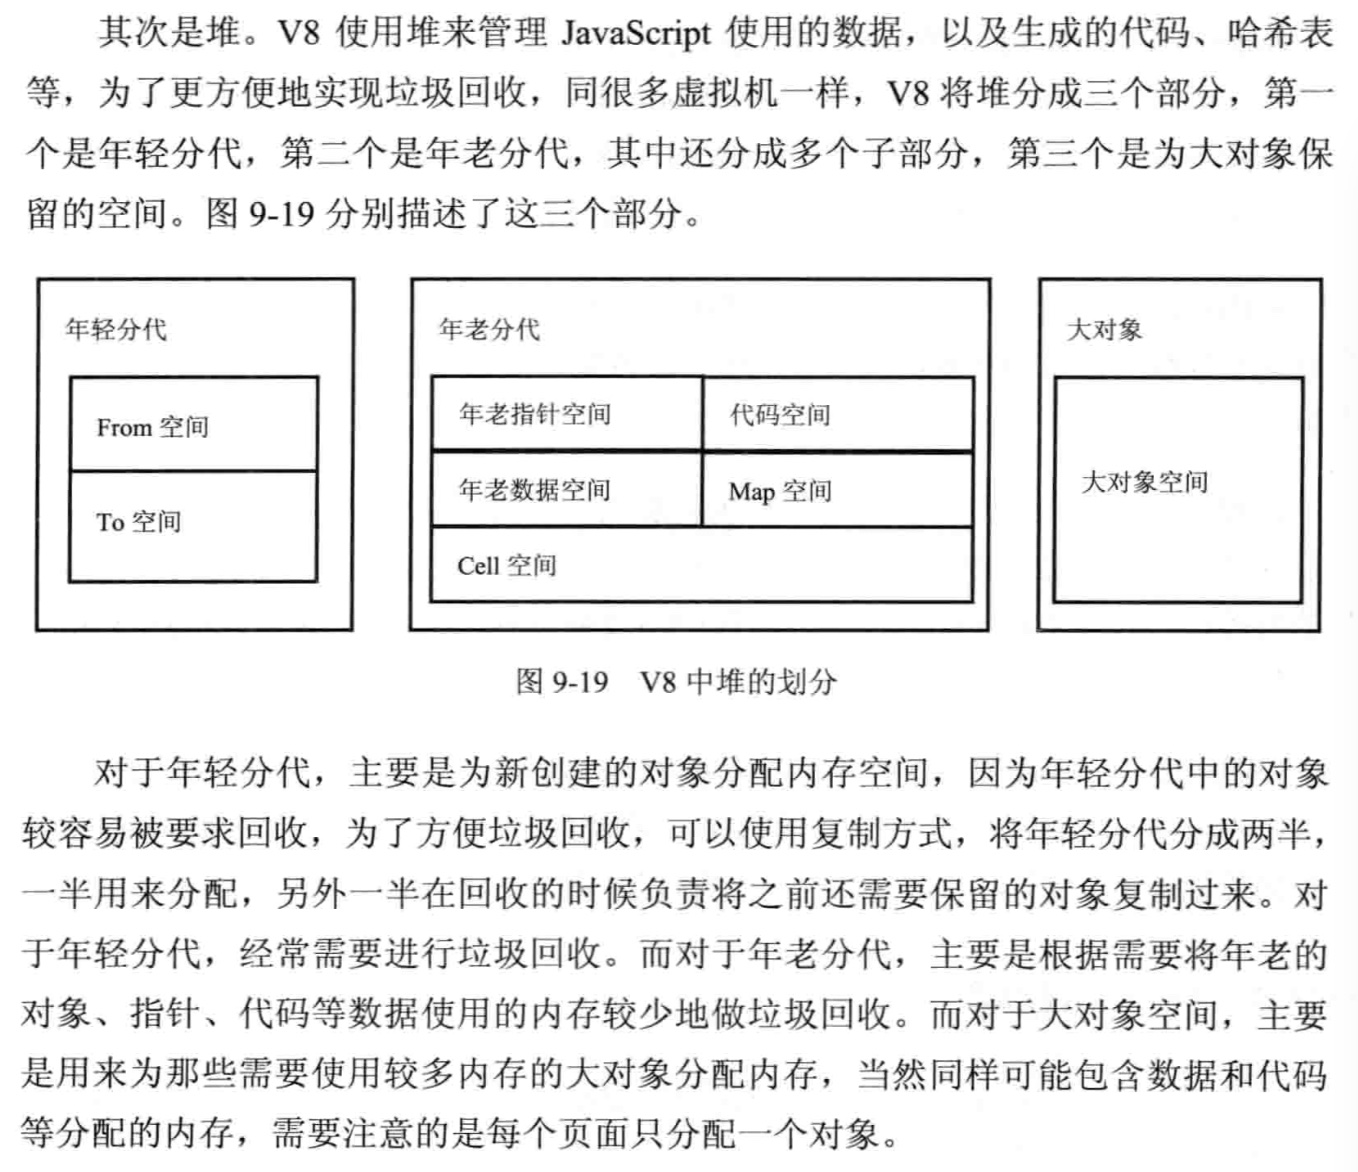 其次是堆。V8 使用堆来管理 JavaScript 使用的数据，以及生成的代码、哈希表
等，为了更方便地实现垃圾回收，同很多虚拟机一样，V8 将堆分成三个部分，第一
个是年轻分代，第二个是年老分代，其中还分成多个子部分，第三个是为大对象保
留的空间。图 9-19 分别描述了这三个部分。
年轻分代
From 空间
To 空间
年老分代
年老指针空间
代码空间
年老数据空间
Map 空间
Cell 空间
大对象
大对象空间
图 9-19 V8 中堆的划分
对于年轻分代，主要是为新创建的对象分配内存空间，因为年轻分代中的对象
较容易被要求回收，为了方便垃圾回收，可以使用复制方式，将年轻分代分成两半，
一半用来分配，另外一半在回收的时候负责将之前还需要保留的对象复制过来。对
于年轻分代，经常需要进行垃圾回收。而对于年老分代，主要是根据需要将年老的
对象、指针、代码等数据使用的内存较少地做垃圾回收。而对于大对象空间，主要
是用来为那些需要使用较多内存的大对象分配内存，当然同样可能包含数据和代码
等分配的内存，需要注意的是每个页面只分配一个对象。